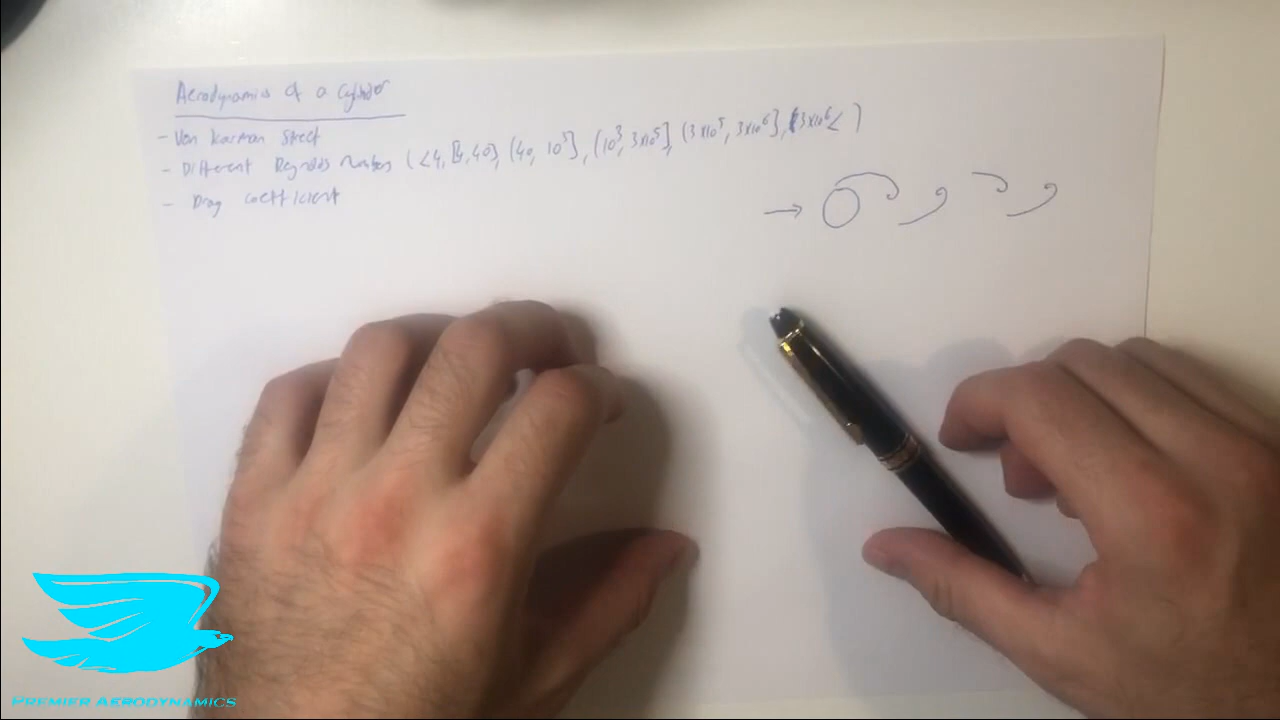 Aerodynamics of a Cylinder
- Von Karman Street
- Different Reynolds numbers (<4, [4,40], (40, 10³], (10³, 3x10⁵], (3x10⁵, 3x10⁶], (3x10⁶< )
- Drag coefficient
PREMIER AERODYNAMICS